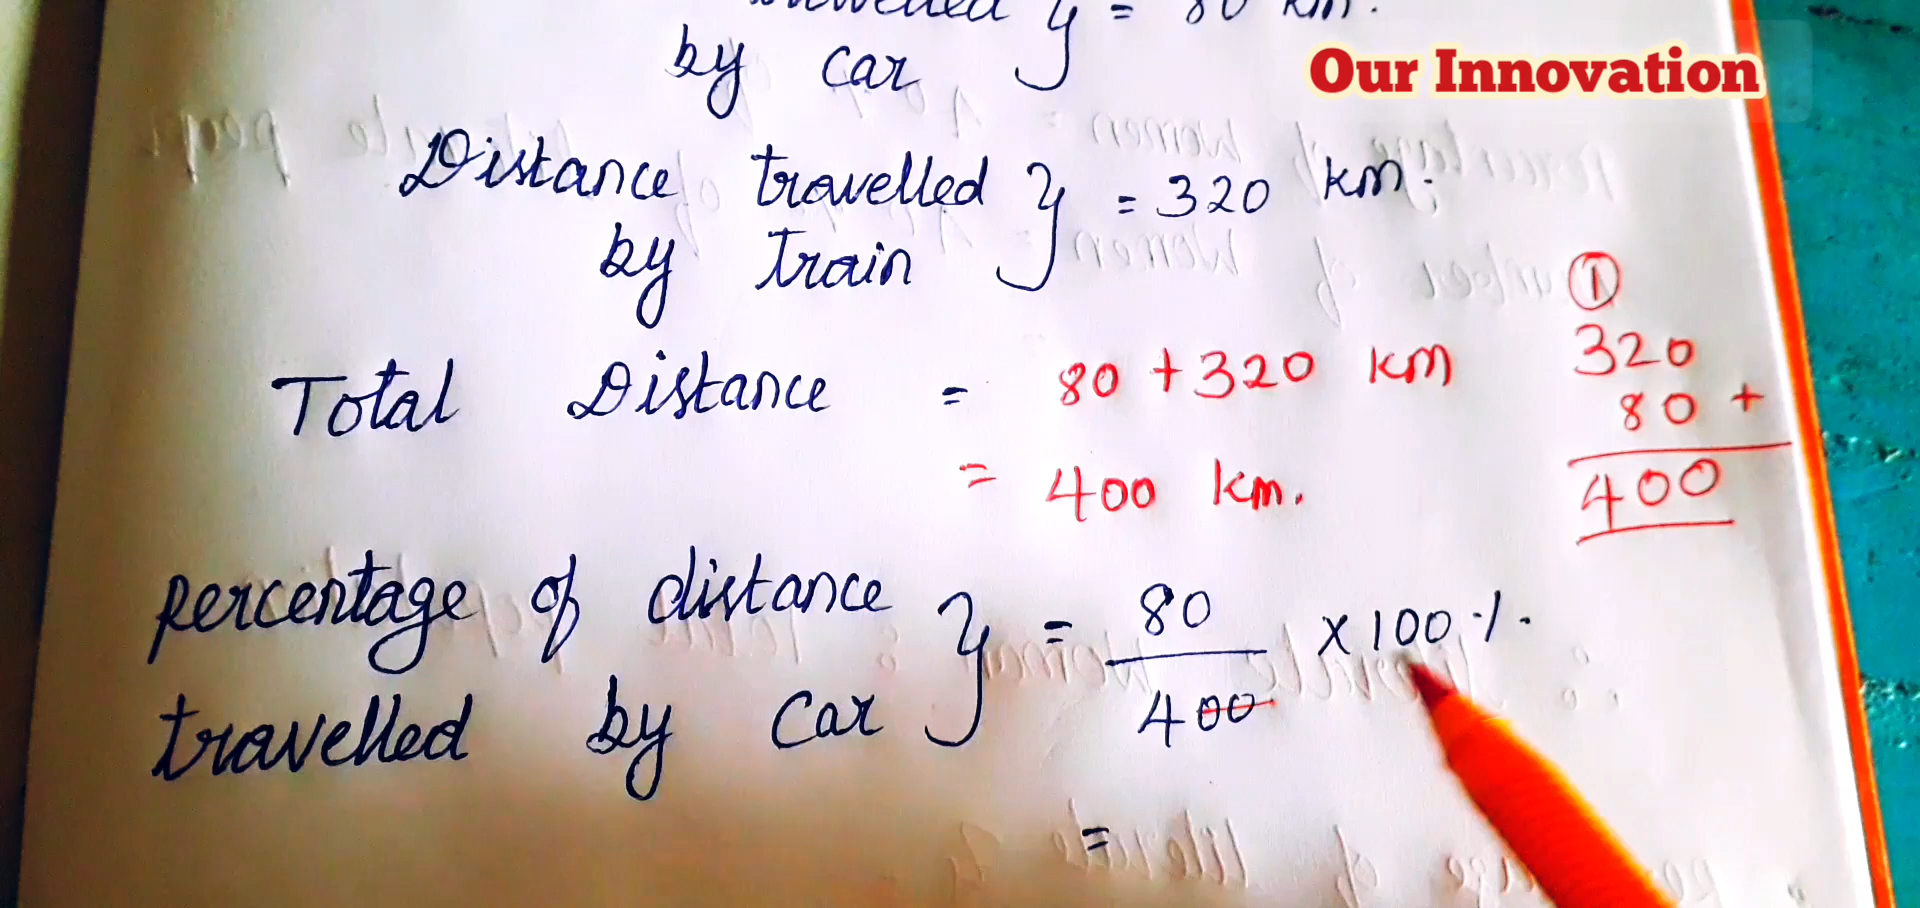 travelled } = 80 km.
by car
Our Innovation
Distance travelled } = 320 km.
by train
Total Distance = 80 + 320 km
= 400 km.
1
320
80 +
400
percentage of distance } = 80/400 x 100 %.
travelled by car
=